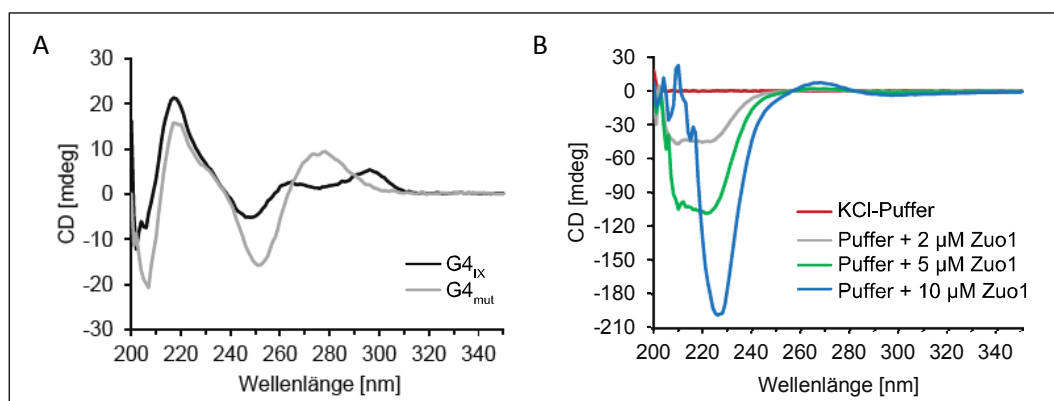 A
30
20
10
0
-10
-20
-30
CD [mdeg]
G4IX
G4mut
200 220 240 260 280 300 320 340
Wellenlänge [nm]
B
30
0
-30
-60
-90
-120
-150
-180
-210
CD [mdeg]
KCl-Puffer
Puffer + 2 µM Zuo1
Puffer + 5 µM Zuo1
Puffer + 10 µM Zuo1
200 220 240 260 280 300 320 340
Wellenlänge [nm]